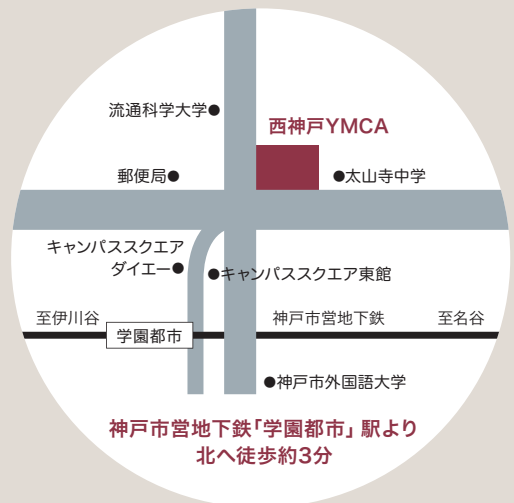 流通科学大学
西神戸YMCA
郵便局
太山寺中学
キャンパススクエア
ダイエー
キャンパススクエア東館
至伊川谷
神戸市営地下鉄
至名谷
学園都市
神戸市外国語大学
神戸市営地下鉄「学園都市」駅より
北へ徒歩約3分